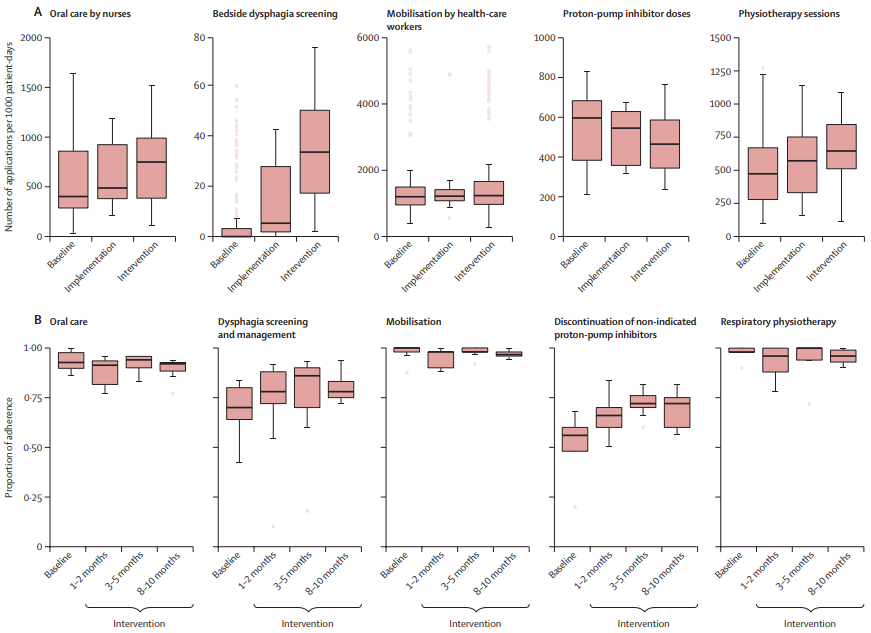 A Oral care by nurses
Bedside dysphagia screening
Mobilisation by health-care
workers
Proton-pump inhibitor doses
Physiotherapy sessions
Number of applications per 1000 patient-days
2000
1500
1000
500
0
Baseline
Implementation
Intervention
80
60
40
20
0
Baseline
Implementation
Intervention
6000
4000
2000
0
Baseline
Implementation
Intervention
1000
800
600
400
200
0
Baseline
Implementation
Intervention
1500
1250
1000
750
500
250
0
Baseline
Implementation
Intervention
B Oral care
Dysphagia screening
and management
Mobilisation
Discontinuation of non-indicated
proton-pump inhibitors
Respiratory physiotherapy
Proportion of adherence
1·00
0·75
0·50
0·25
0
Baseline
1–2 months
3–5 months
8–10 months
Intervention
Baseline
1–2 months
3–5 months
8–10 months
Intervention
Baseline
1–2 months
3–5 months
8–10 months
Intervention
Baseline
1–2 months
3–5 months
8–10 months
Intervention
Baseline
1–2 months
3–5 months
8–10 months
Intervention